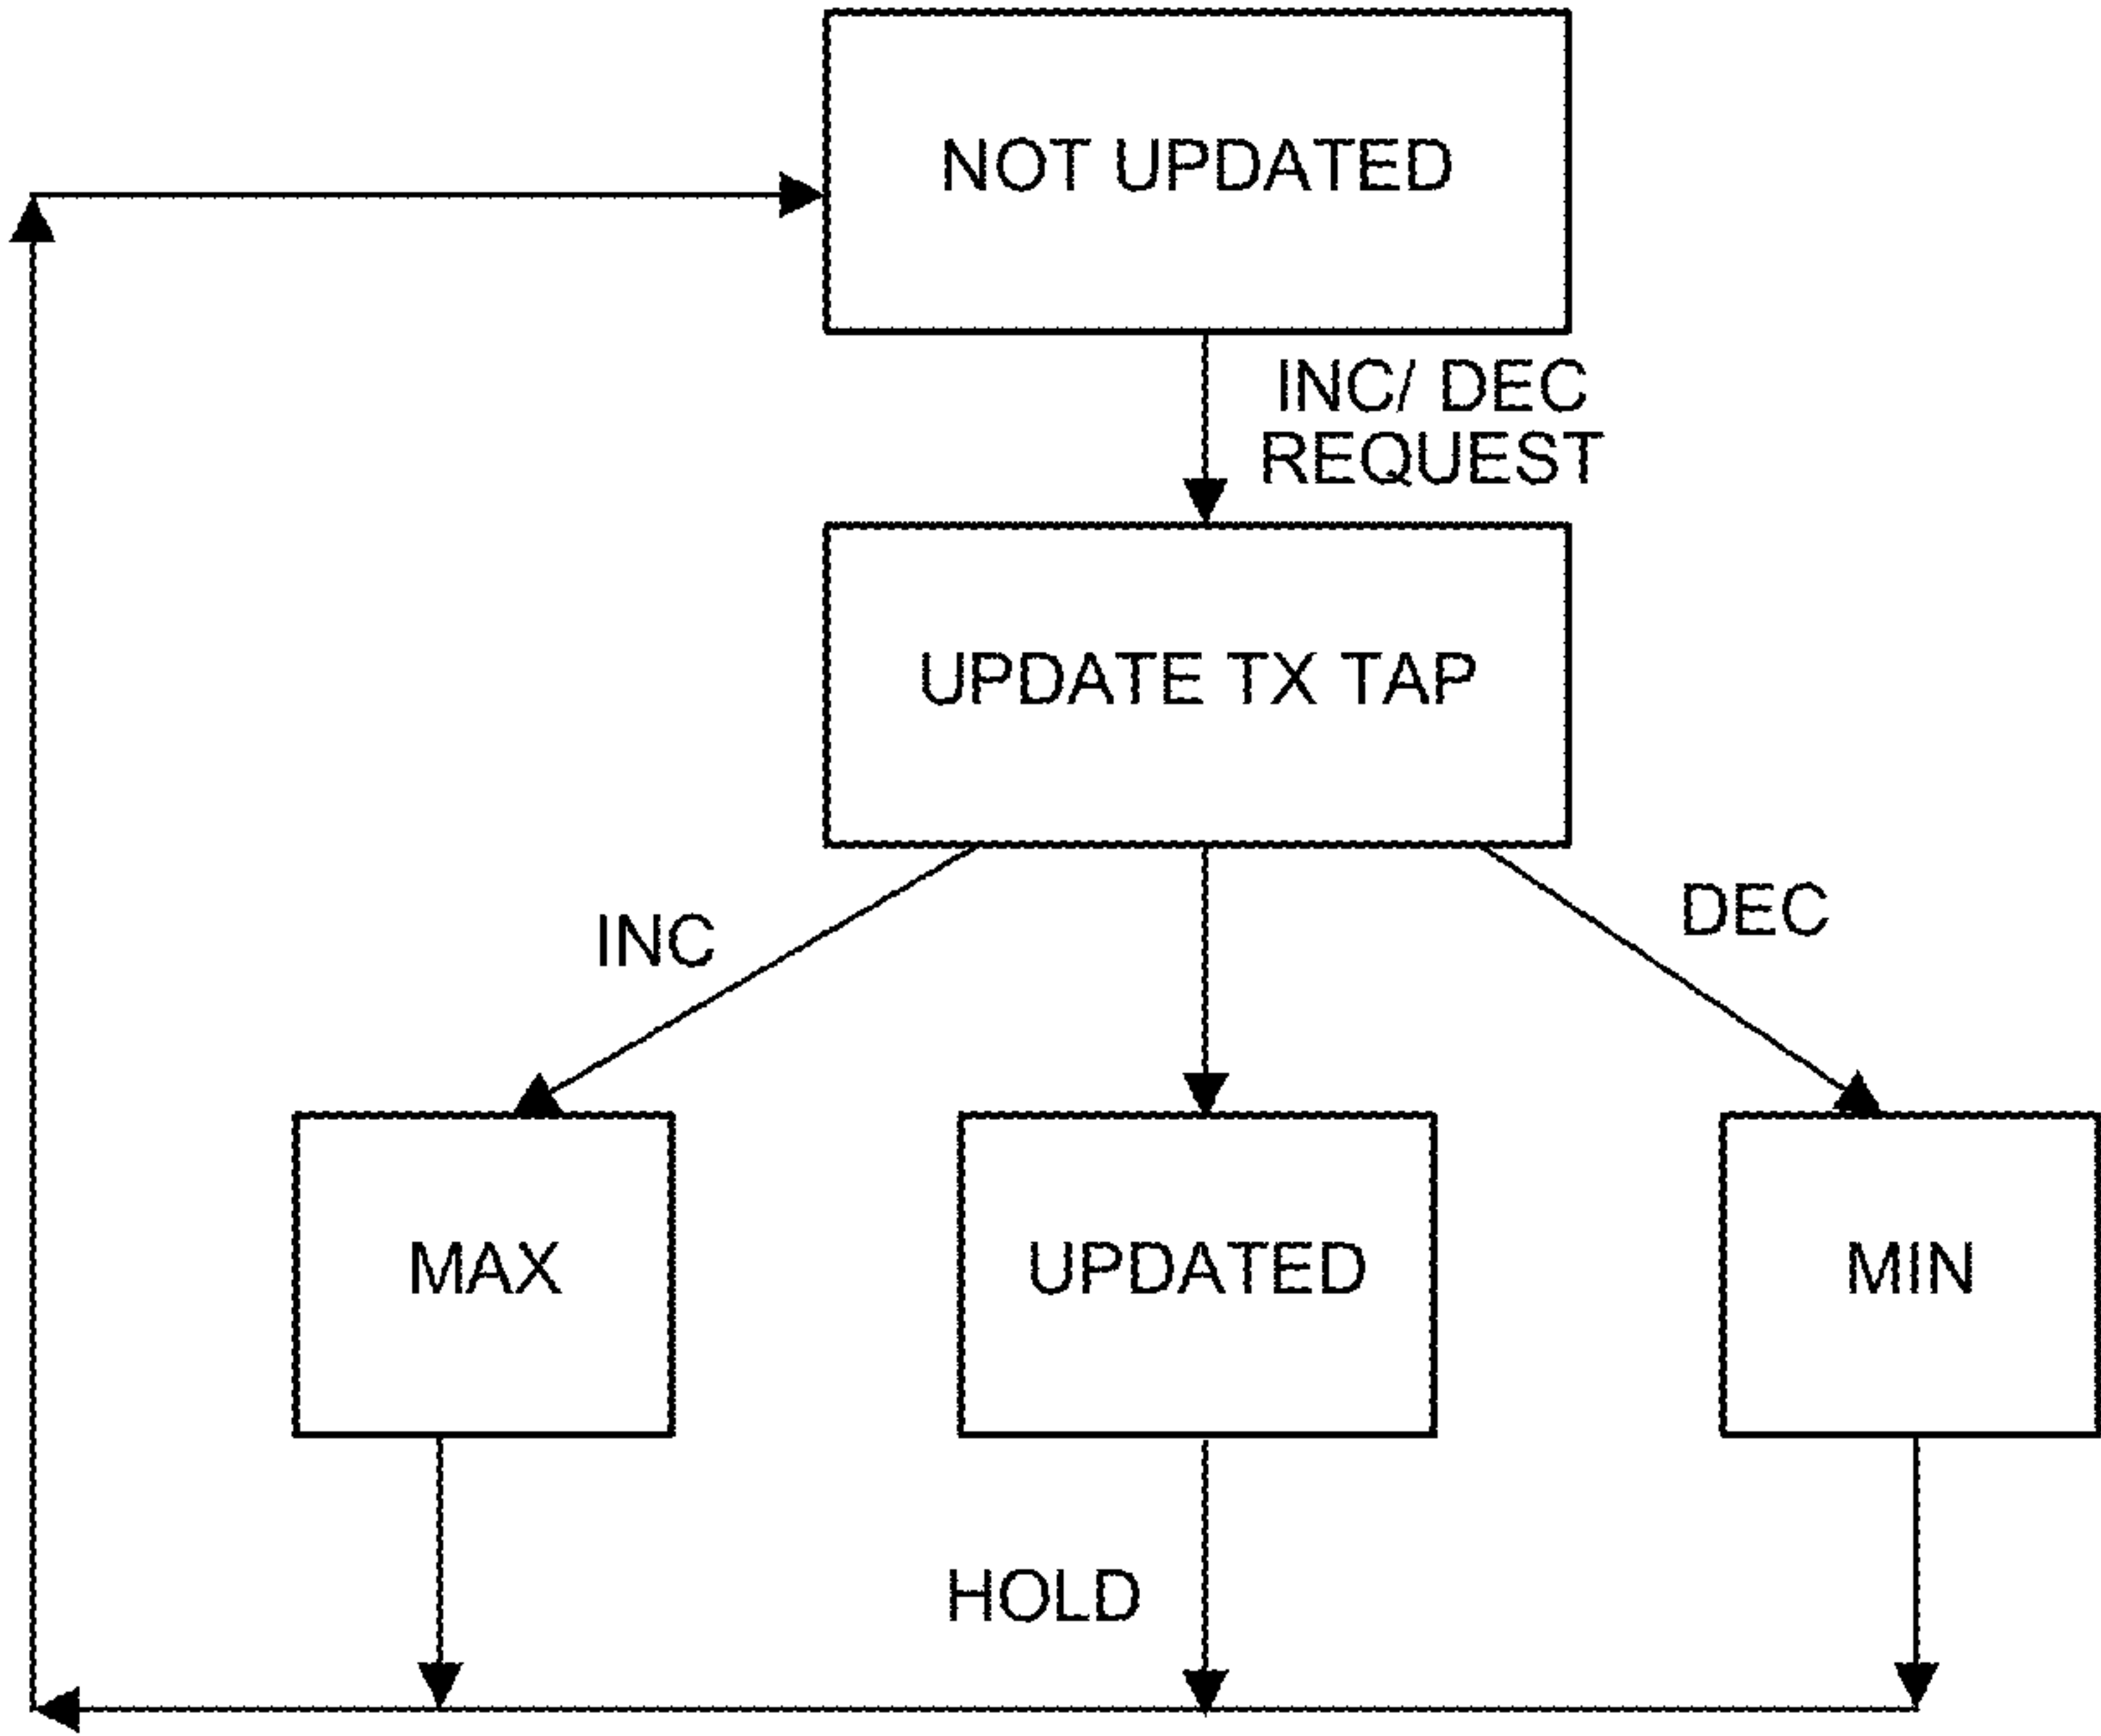 NOT UPDATED
INC/ DEC
REQUEST
UPDATE TX TAP
INC
DEC
MAX
UPDATED
MIN
HOLD